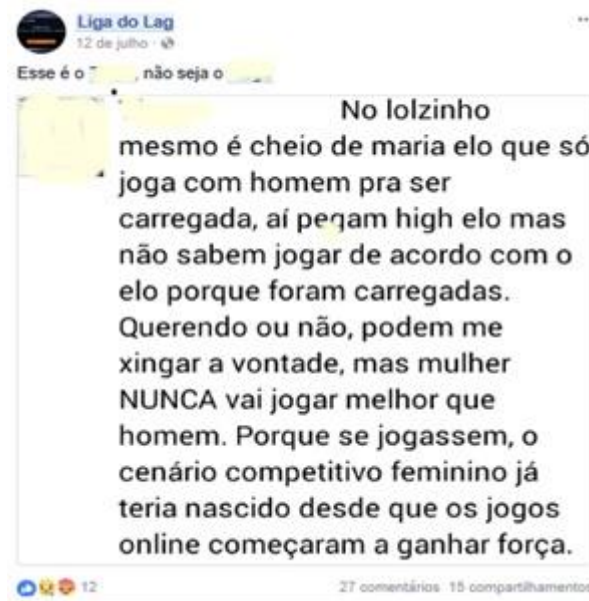 Liga do Lag
12 de julho
Esse é o , não seja o
No lolzinho
mesmo é cheio de maria elo que só
joga com homem pra ser
carregada, aí pegam high elo mas
não sabem jogar de acordo com o
elo porque foram carregadas.
Querendo ou não, podem me
xingar a vontade, mas mulher
NUNCA vai jogar melhor que
homem. Porque se jogassem, o
cenário competitivo feminino já
teria nascido desde que os jogos
online começaram a ganhar força.
12 27 comentários 15 compartilhamentos